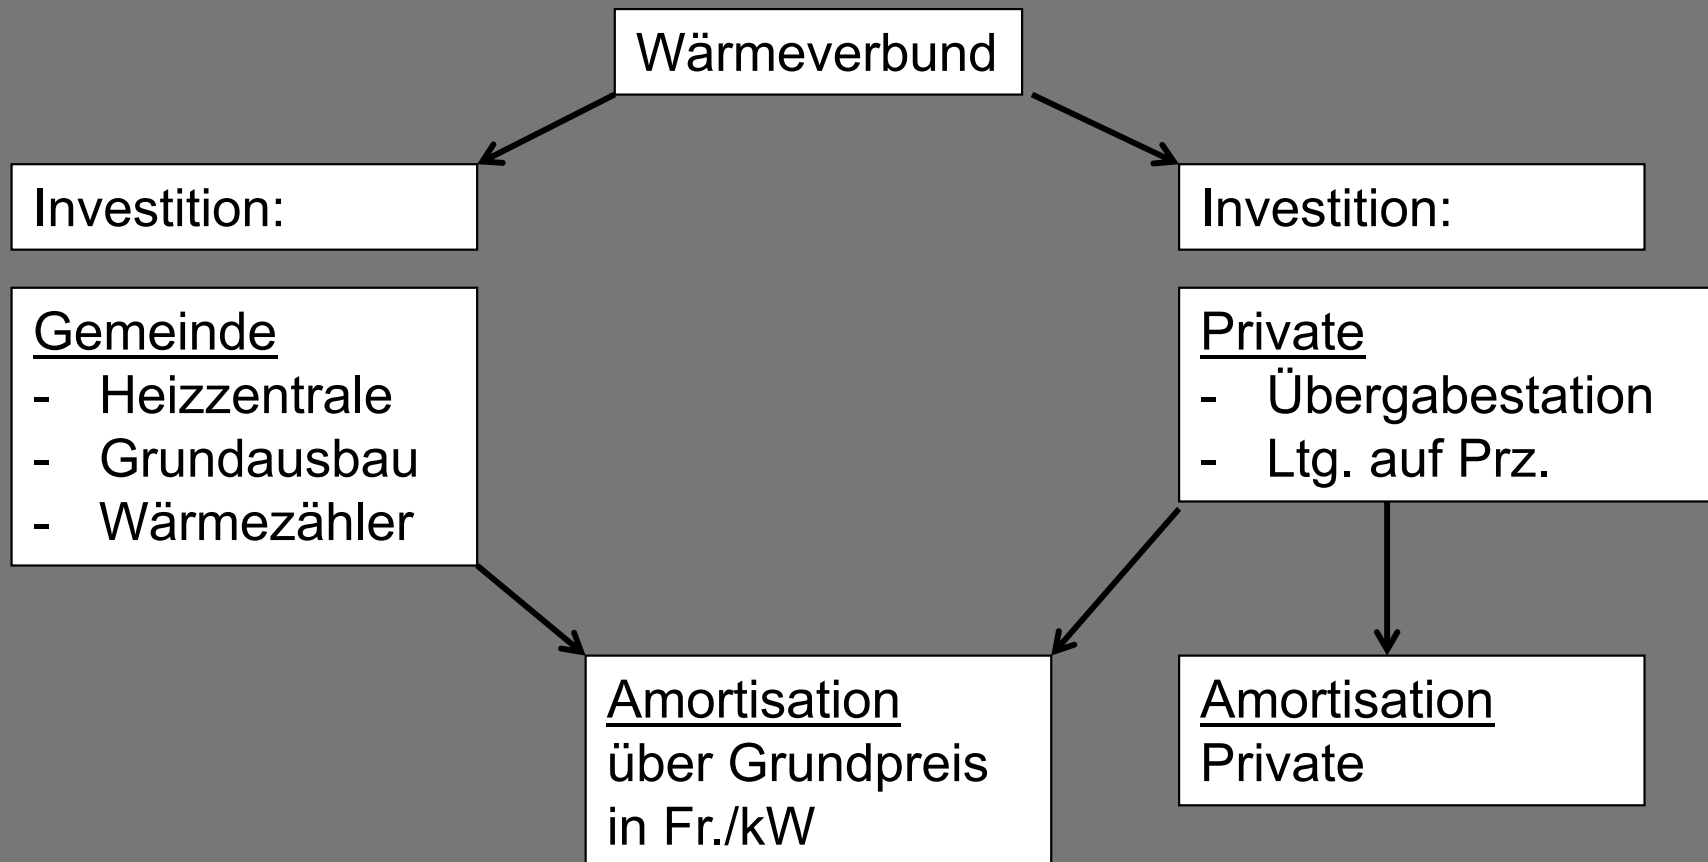 Wärmeverbund
Investition:
Investition:
Gemeinde
- Heizzentrale
- Grundausbau
- Wärmezähler
Private
- Übergabestation
- Ltg. auf Prz.
Amortisation
über Grundpreis
in Fr./kW
Amortisation
Private